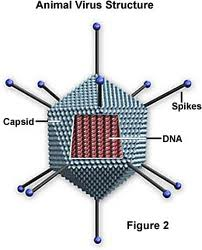 Animal Virus Structure
Capsid
Spikes
DNA
Figure 2